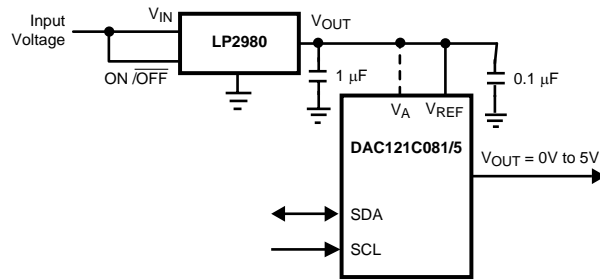 Input
Voltage
VIN
LP2980
VOUT
ON /OFF
1 μF
0.1 μF
VA
VREF
DAC121C081/5
VOUT = 0V to 5V
SDA
SCL